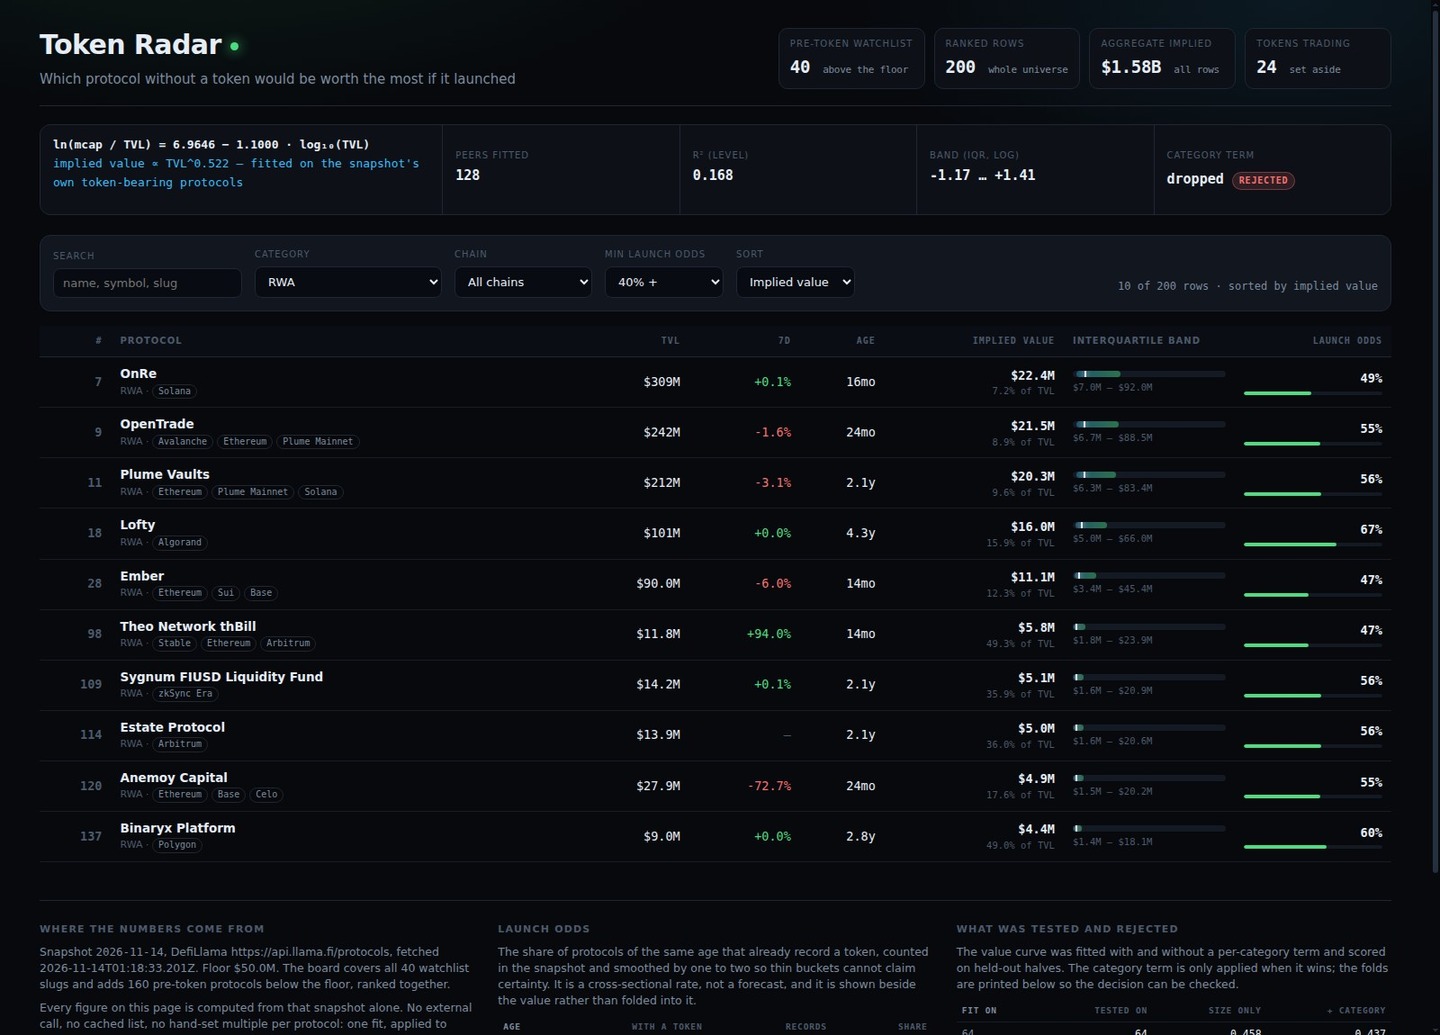 Token Radar
Which protocol without a token would be worth the most if it launched
PRE-TOKEN WATCHLIST
40 above the floor
RANKED ROWS
200 whole universe
AGGREGATE IMPLIED
$1.58B all rows
TOKENS TRADING
24 set aside
ln(mcap / TVL) = 6.9646 − 1.1000 · log₁₀(TVL)
implied value ∝ TVL^0.522 — fitted on the snapshot's
own token-bearing protocols
PEERS FITTED
128
R² (LEVEL)
0.168
BAND (IQR, LOG)
-1.17 … +1.41
CATEGORY TERM
dropped REJECTED
SEARCH
name, symbol, slug
CATEGORY
RWA
CHAIN
All chains
MIN LAUNCH ODDS
40% +
SORT
Implied value
10 of 200 rows · sorted by implied value
# PROTOCOL TVL 7D AGE IMPLIED VALUE INTERQUARTILE BAND LAUNCH ODDS
7 OnRe $309M +0.1% 16mo $22.4M 49%
RWA · Solana 7.2% of TVL $7.0M — $92.0M
9 OpenTrade $242M -1.6% 24mo $21.5M 55%
RWA · Avalanche Ethereum Plume Mainnet 8.9% of TVL $6.7M — $88.5M
11 Plume Vaults $212M -3.1% 2.1y $20.3M 56%
RWA · Ethereum Plume Mainnet Solana 9.6% of TVL $6.3M — $83.4M
18 Lofty $101M +0.0% 4.3y $16.0M 67%
RWA · Algorand 15.9% of TVL $5.0M — $66.0M
28 Ember $90.0M -6.0% 14mo $11.1M 47%
RWA · Ethereum Sui Base 12.3% of TVL $3.4M — $45.4M
98 Theo Network thBill $11.8M +94.0% 14mo $5.8M 47%
RWA · Stable Ethereum Arbitrum 49.3% of TVL $1.8M — $23.9M
109 Sygnum FIUSD Liquidity Fund $14.2M +0.1% 2.1y $5.1M 56%
RWA · zkSync Era 35.9% of TVL $1.6M — $20.9M
114 Estate Protocol $13.9M — 2.1y $5.0M 56%
RWA · Arbitrum 36.0% of TVL $1.6M — $20.6M
120 Anemoy Capital $27.9M -72.7% 24mo $4.9M 55%
RWA · Ethereum Base Celo 17.6% of TVL $1.5M — $20.2M
137 Binaryx Platform $9.0M +0.0% 2.8y $4.4M 60%
RWA · Polygon 49.0% of TVL $1.4M — $18.1M
WHERE THE NUMBERS COME FROM
Snapshot 2026-11-14, DefiLlama https://api.llama.fi/protocols, fetched
2026-11-14T01:18:33.201Z. Floor $50.0M. The board covers all 40 watchlist
slugs and adds 160 pre-token protocols below the floor, ranked together.
Every figure on this page is computed from that snapshot alone. No external
call, no cached list, no hand-set multiple per protocol: one fit, applied to
LAUNCH ODDS
The share of protocols of the same age that already record a token, counted
in the snapshot and smoothed by one to two so thin buckets cannot claim
certainty. It is a cross-sectional rate, not a forecast, and it is shown beside
the value rather than folded into it.
AGE WITH A TOKEN RECORDS SHARE
WHAT WAS TESTED AND REJECTED
The value curve was fitted with and without a per-category term and scored
on held-out halves. The category term is only applied when it wins; the folds
are printed below so the decision can be checked.
FIT ON TESTED ON SIZE ONLY + CATEGORY
64 64 0.458 0.437